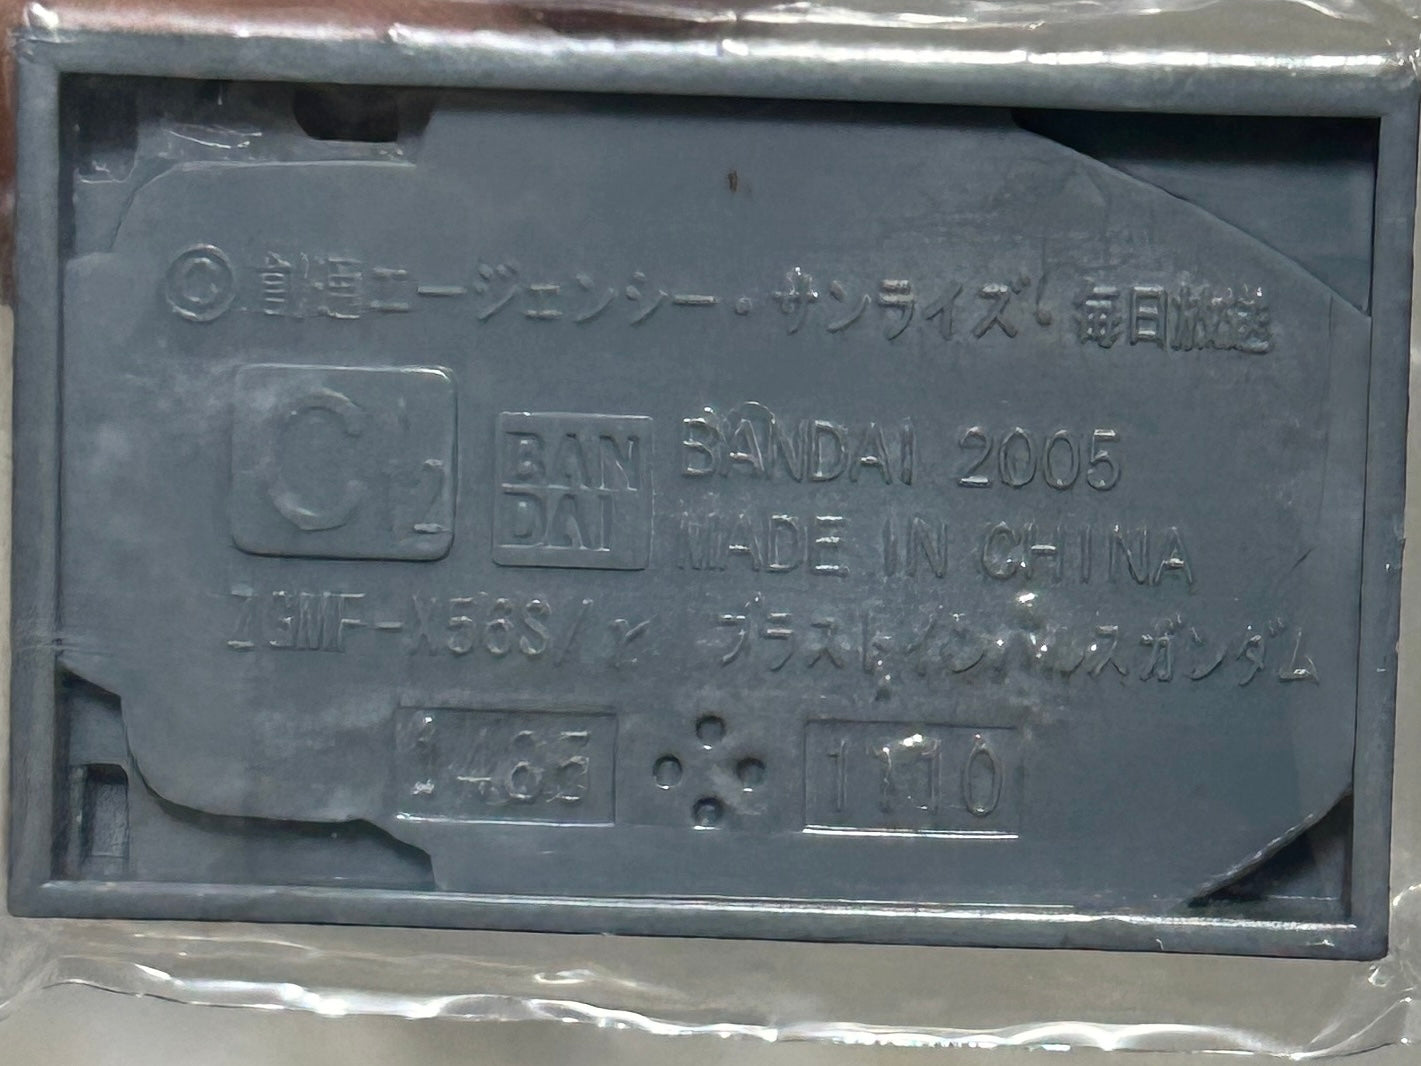 © 創通エージェンシー・サンライズ・毎日放送
C12
BAN
DAI
BANDAI 2005
MADE IN CHINA
ZGMF-X56S/γ ブラストインパルスガンダム
1110